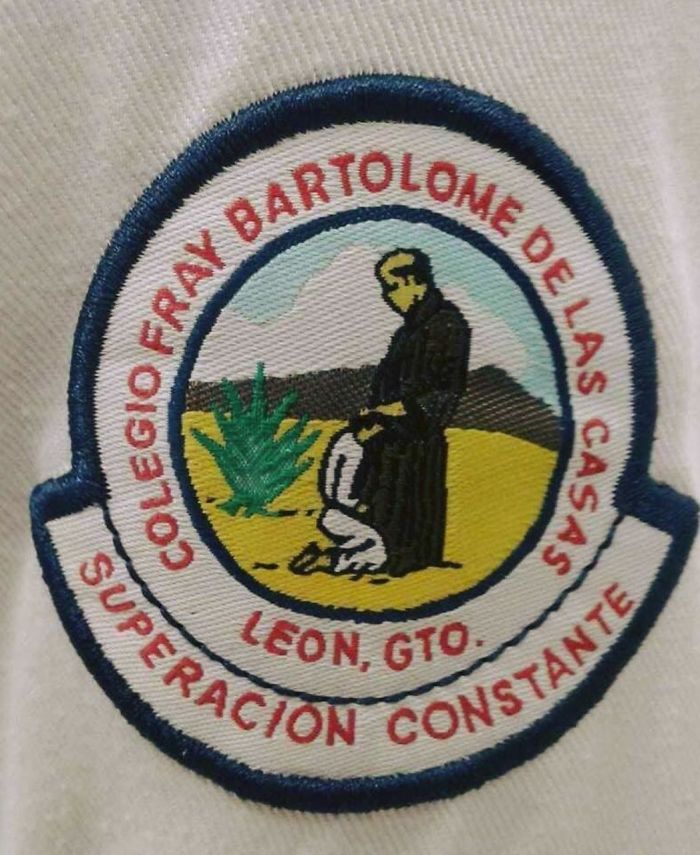 COLEGIO FRAY BARTOLOME DE LAS CASAS
LEON, GTO.
SUPERACION CONSTANTE